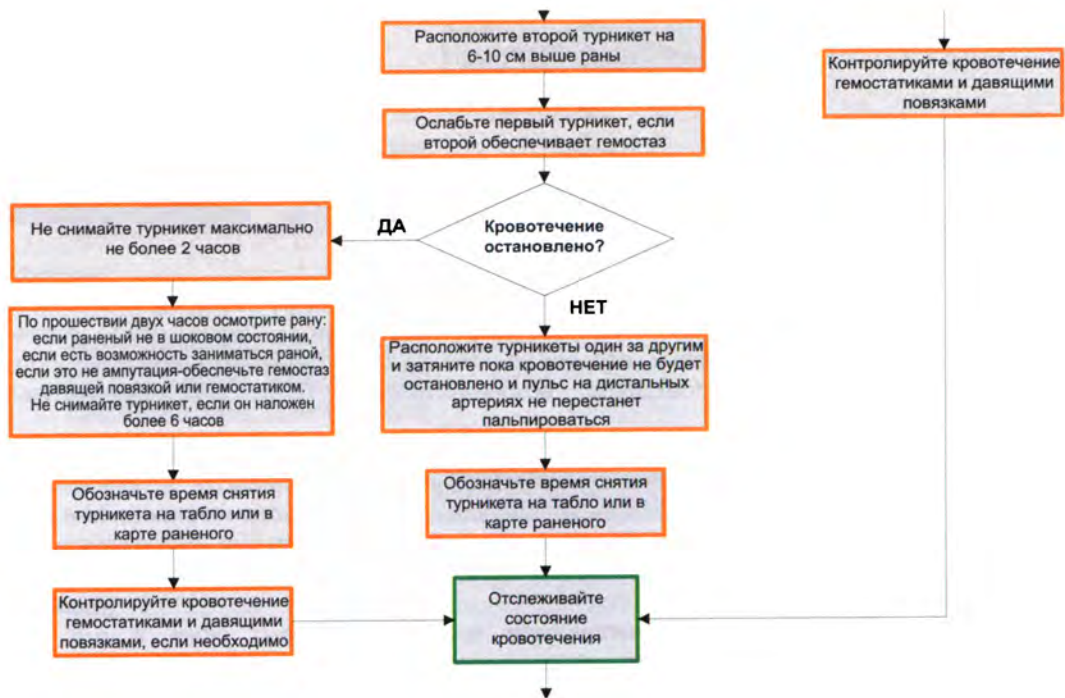 Расположите второй турникет на
6-10 см выше раны
Контролируйте кровотечение
гемостатиками и давящими
повязками
Ослабьте первый турникет, если
второй обеспечивает гемостаз
Кровотечение
остановлено?
ДА
НЕТ
Не снимайте турникет максимально
не более 2 часов
По прошествии двух часов осмотрите рану:
если раненый не в шоковом состоянии,
если есть возможность заниматься раной,
если это не ампутация-обеспечьте гемостаз
давящей повязкой или гемостатиком.
Не снимайте турникет, если он наложен
более 6 часов
Расположите турникеты один за другим
и затяните пока кровотечение не будет
остановлено и пульс на дистальных
артериях не перестанет
пальпироваться
Обозначьте время снятия
турникета на табло или в
карте раненого
Обозначьте время снятия
турникета на табло или в
карте раненого
Контролируйте кровотечение
гемостатиками и давящими
повязками, если необходимо
Отслеживайте
состояние
кровотечения